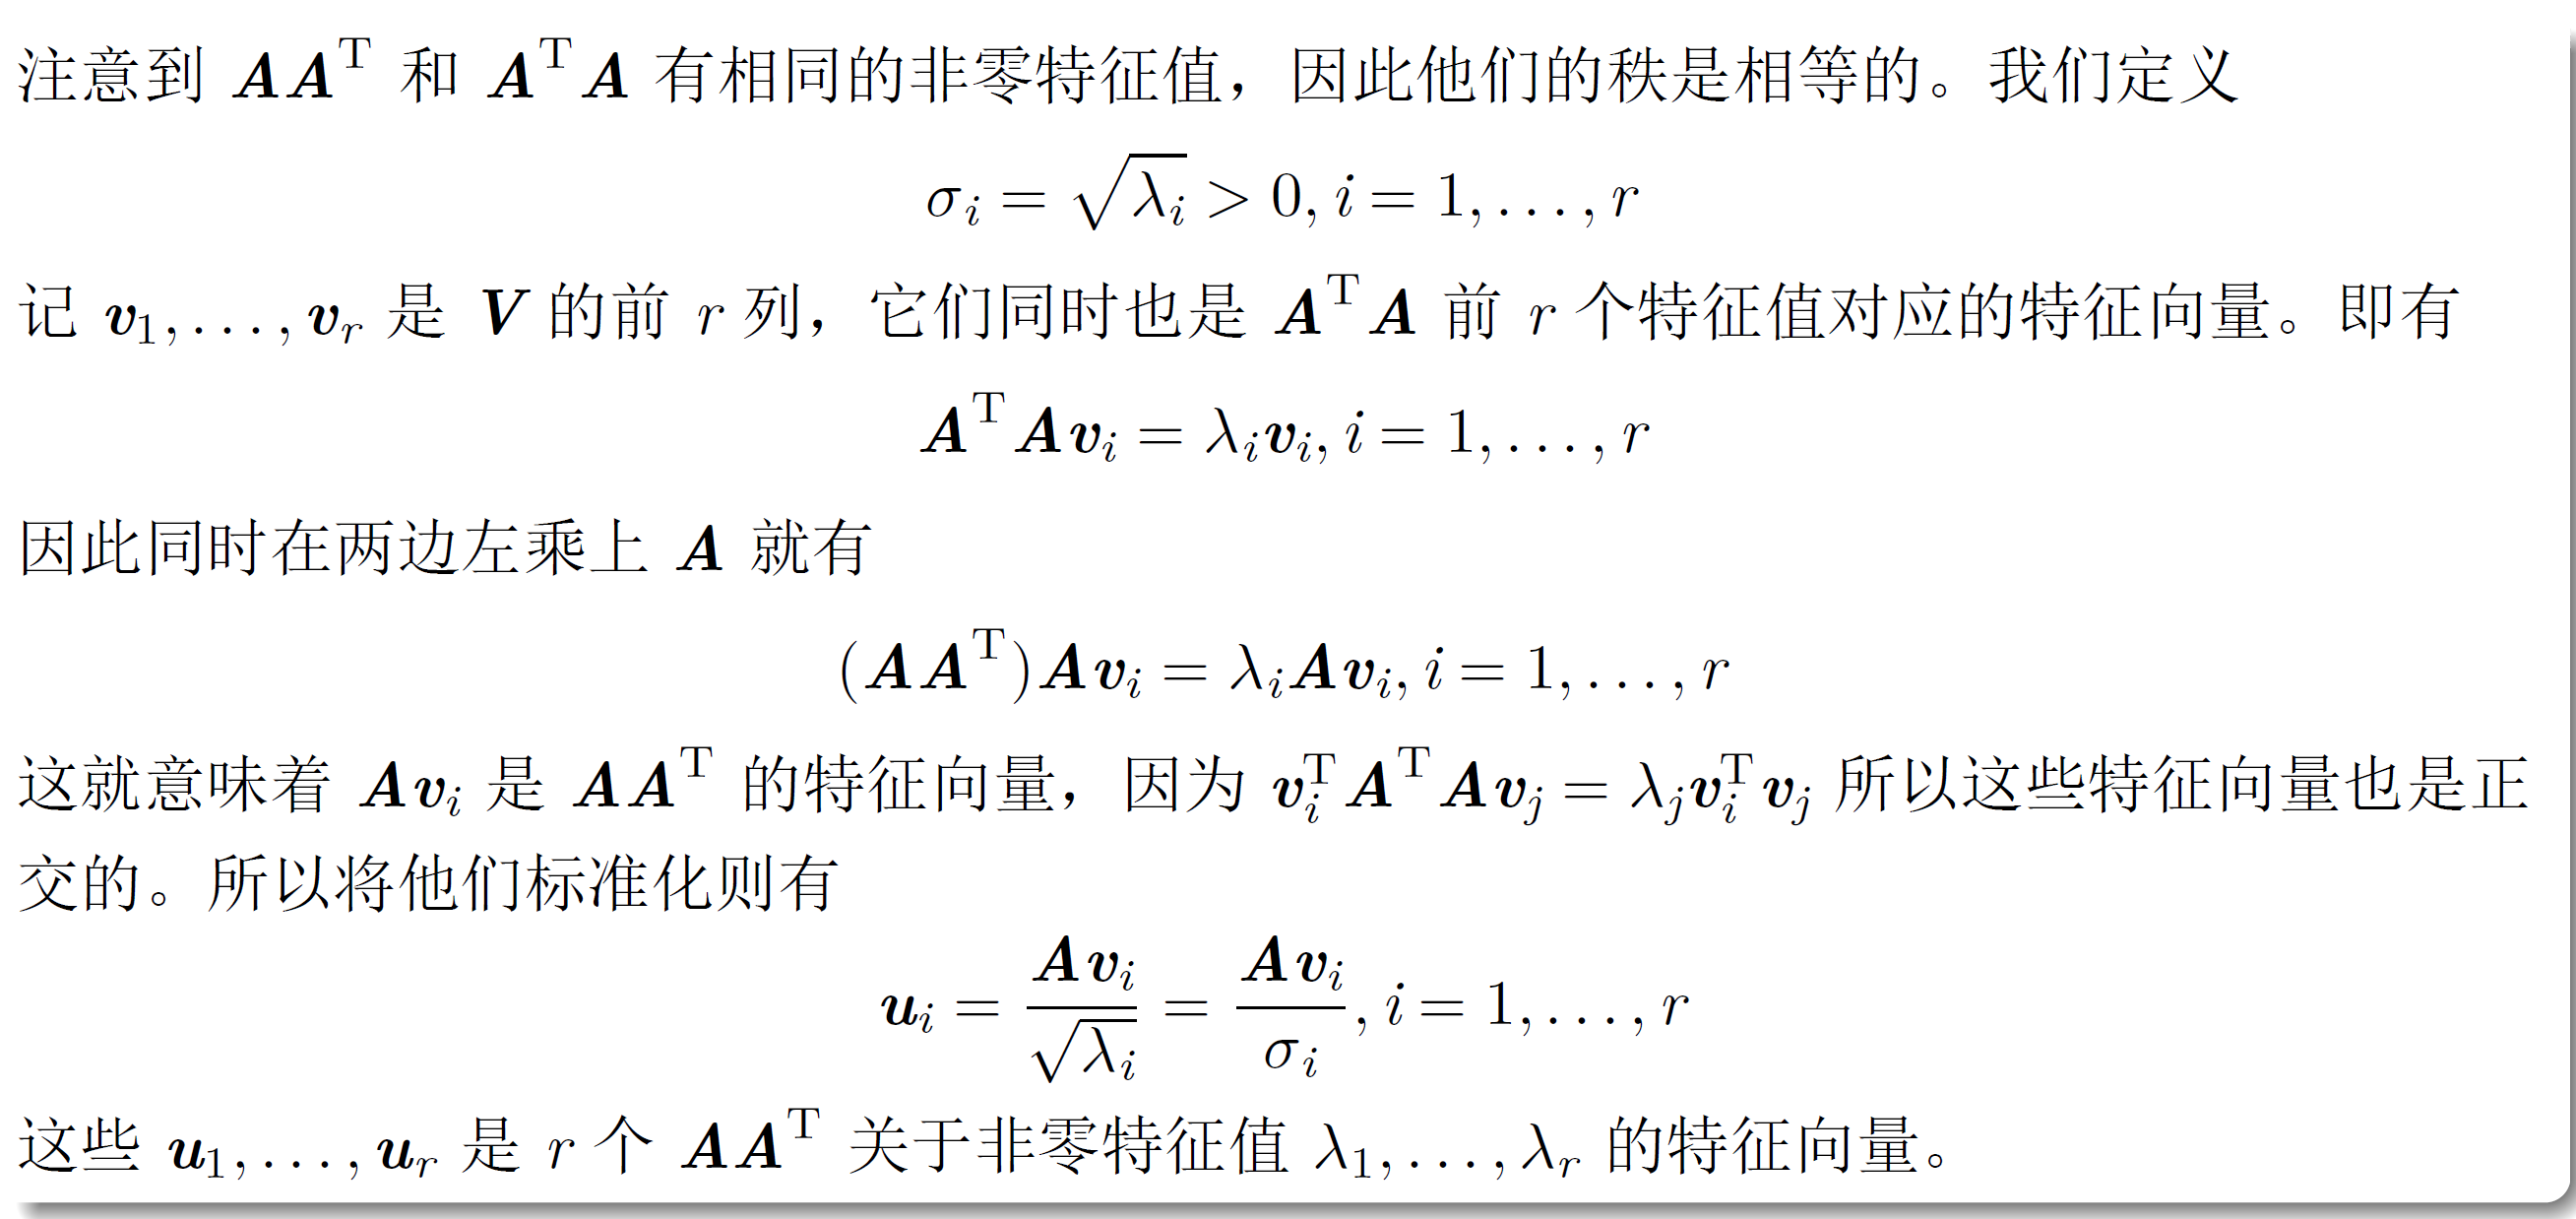 注意到 $\boldsymbol{A}\boldsymbol{A}^{\mathrm{T}}$ 和 $\boldsymbol{A}^{\mathrm{T}}\boldsymbol{A}$ 有相同的非零特征值，因此他们的秩是相等的。我们定义
$\sigma_i = \sqrt{\lambda_i} > 0, i = 1, \ldots, r$
记 $\boldsymbol{v}_1, \ldots, \boldsymbol{v}_r$ 是 $\boldsymbol{V}$ 的前 $r$ 列，它们同时也是 $\boldsymbol{A}^{\mathrm{T}}\boldsymbol{A}$ 前 $r$ 个特征值对应的特征向量。即有
$\boldsymbol{A}^{\mathrm{T}}\boldsymbol{A}\boldsymbol{v}_i = \lambda_i \boldsymbol{v}_i, i = 1, \ldots, r$
因此同时在两边左乘上 $\boldsymbol{A}$ 就有
$(\boldsymbol{A}\boldsymbol{A}^{\mathrm{T}})\boldsymbol{A}\boldsymbol{v}_i = \lambda_i \boldsymbol{A}\boldsymbol{v}_i, i = 1, \ldots, r$
这就意味着 $\boldsymbol{A}\boldsymbol{v}_i$ 是 $\boldsymbol{A}\boldsymbol{A}^{\mathrm{T}}$ 的特征向量，因为 $\boldsymbol{v}_i^{\mathrm{T}}\boldsymbol{A}^{\mathrm{T}}\boldsymbol{A}\boldsymbol{v}_j = \lambda_j \boldsymbol{v}_i^{\mathrm{T}}\boldsymbol{v}_j$ 所以这些特征向量也是正
交的。所以将他们标准化则有
$\boldsymbol{u}_i = \frac{\boldsymbol{A}\boldsymbol{v}_i}{\sqrt{\lambda_i}} = \frac{\boldsymbol{A}\boldsymbol{v}_i}{\sigma_i}, i = 1, \ldots, r$
这些 $\boldsymbol{u}_1, \ldots, \boldsymbol{u}_r$ 是 $r$ 个 $\boldsymbol{A}\boldsymbol{A}^{\mathrm{T}}$ 关于非零特征值 $\lambda_1, \ldots, \lambda_r$ 的特征向量。